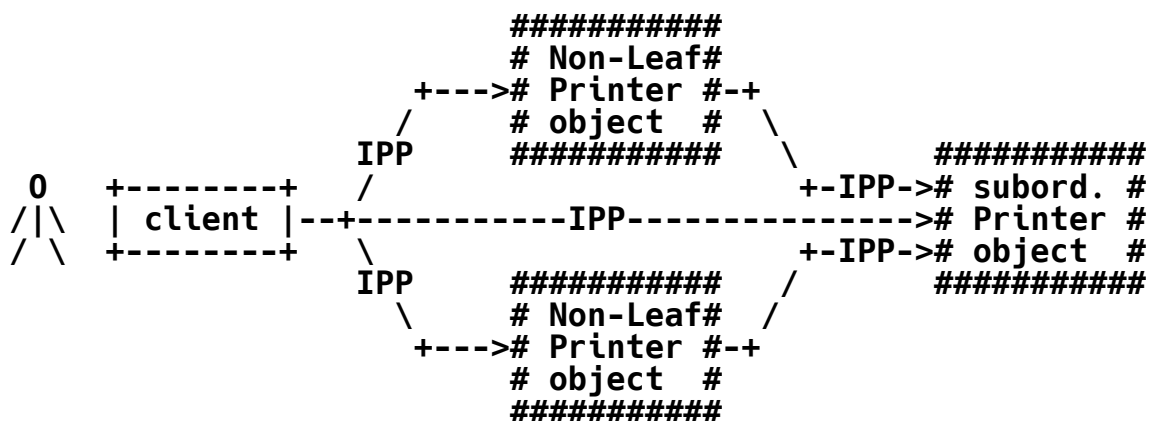 ###########
                          # Non-Leaf#
                     +---># Printer #-+
                    /     # object  #  \
                  IPP     ###########   \       ###########
 O   +--------+   /                      +-IPP-># subord. #
/|\  | client |--+-----------IPP---------------># Printer #
/ \  +--------+   \                      +-IPP-># object  #
                  IPP     ###########   /       ###########
                    \     # Non-Leaf#  /
                     +---># Printer #-+
                          # object  #
                          ###########